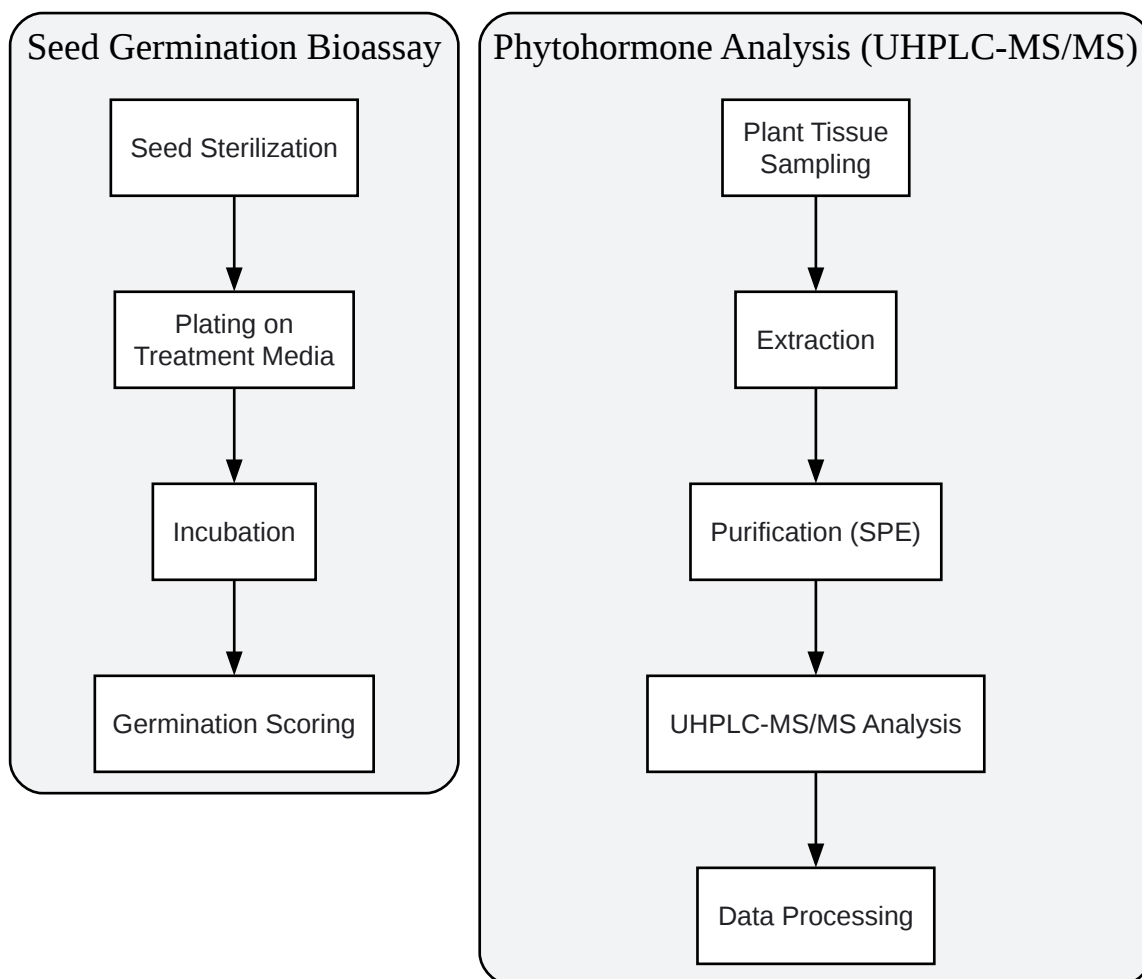 Seed Germination Bioassay
Seed Sterilization
Plating on
Treatment Media
Incubation
Germination Scoring
Phytohormone Analysis (UHPLC-MS/MS)
Plant Tissue
Sampling
Extraction
Purification (SPE)
UHPLC-MS/MS Analysis
Data Processing